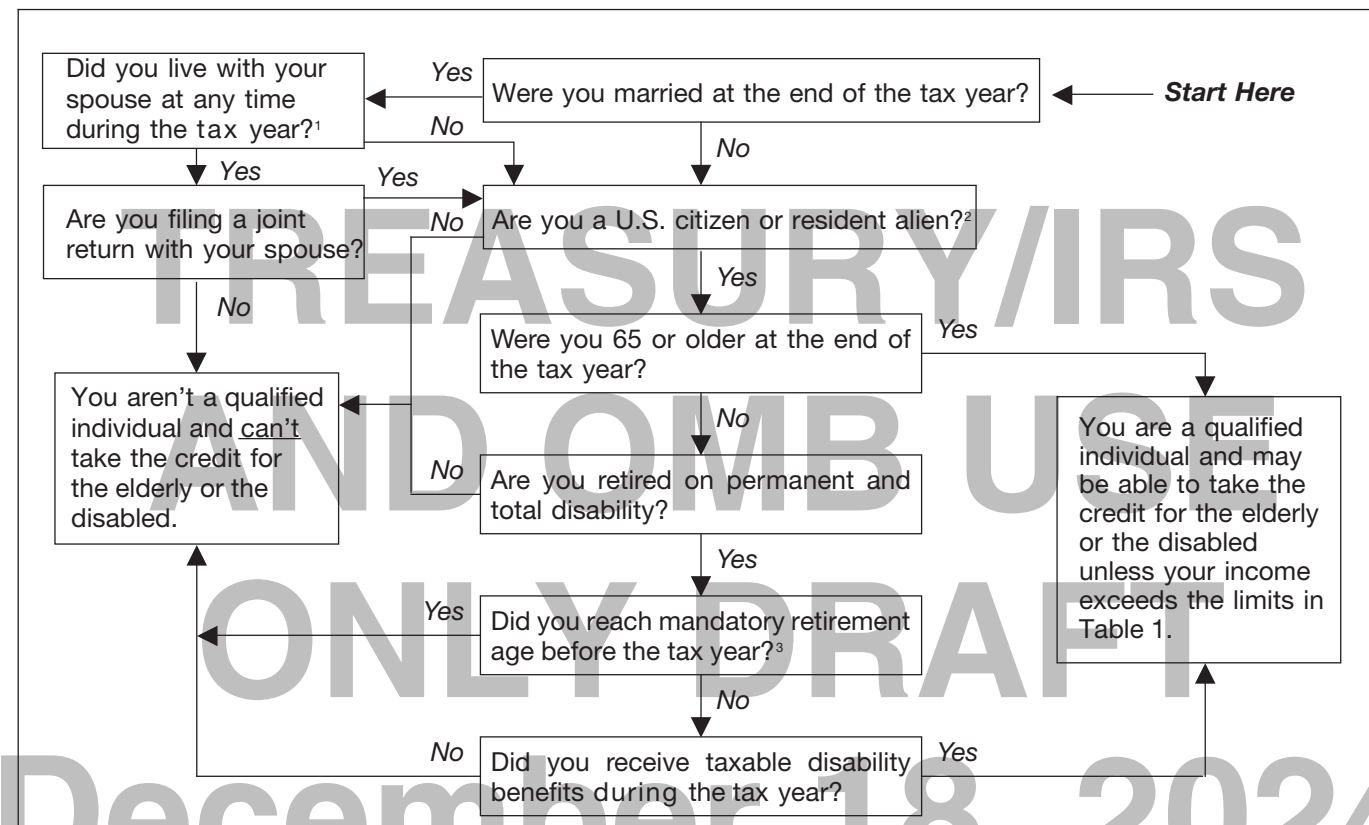 Did you live with your
spouse at any time
during the tax year?¹
Yes
Were you married at the end of the tax year?
Start Here
No
No
Yes
Are you filing a joint
return with your spouse?
Yes
No
Are you a U.S. citizen or resident alien?²
TREASURY/IRS
No
Yes
Were you 65 or older at the end of
the tax year?
Yes
You aren't a qualified
individual and can't
take the credit for
the elderly or the
disabled.
AND OMB USE
No
No
Are you retired on permanent and
total disability?
You are a qualified
individual and may
be able to take the
credit for the elderly
or the disabled
unless your income
exceeds the limits in
Table 1.
Yes
Yes
Did you reach mandatory retirement
age before the tax year?³
ONLY DRAFT
No
No
Did you receive taxable disability
benefits during the tax year?
Yes
December 18, 2024